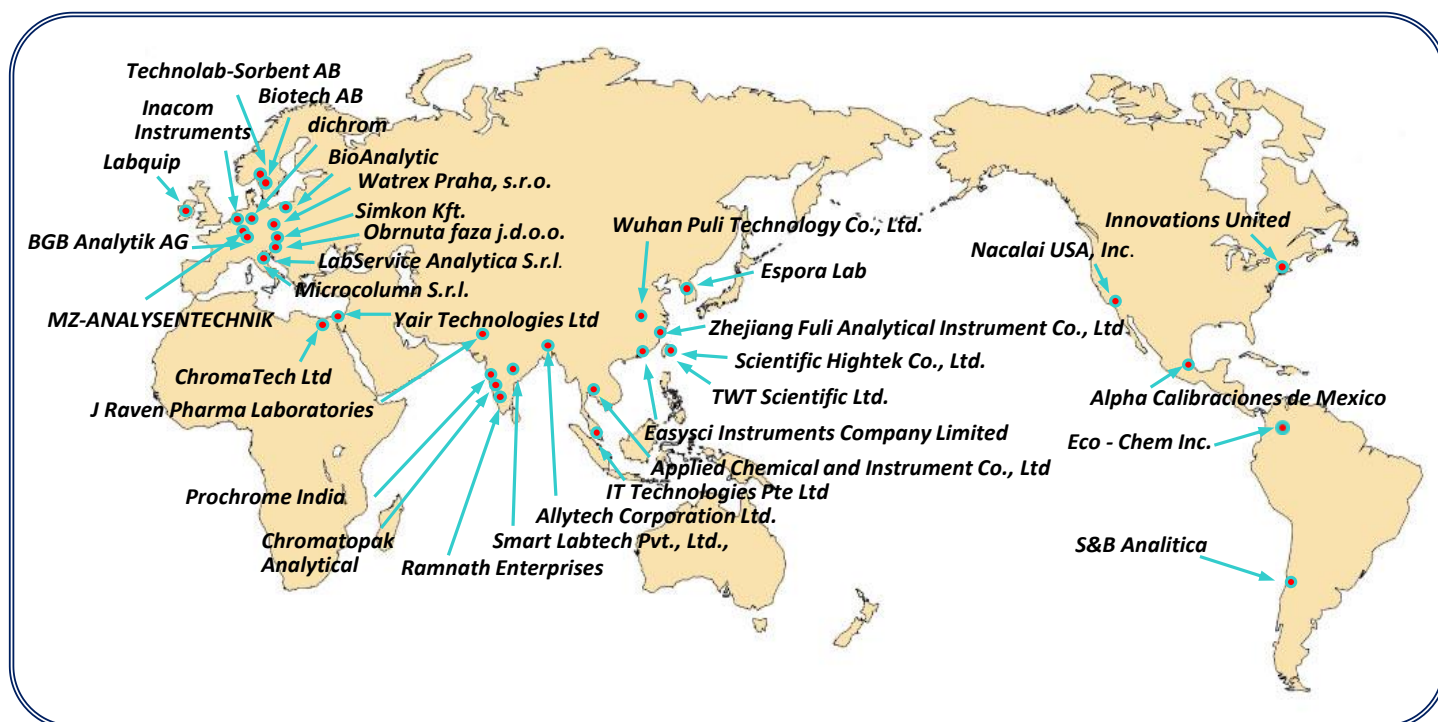 Technolab-Sorbent AB
Biotech AB
Inacom
Instruments
dichrom
Labquip
BioAnalytic
Watrex Praha, s.r.o.
Simkon Kft.
Obrnuta faza j.d.o.o.
BGB Analytik AG
LabService Analytica S.r.l.
Microcolumn S.r.l.
MZ-ANALYSENTECHNIK
Yair Technologies Ltd
ChromaTech Ltd
J Raven Pharma Laboratories
Prochrome India
Chromatopak
Analytical
Ramnath Enterprises
Smart Labtech Pvt., Ltd.,
Allytech Corporation Ltd.
IT Technologies Pte Ltd
Applied Chemical and Instrument Co., Ltd
Easysci Instruments Company Limited
TWT Scientific Ltd.
Scientific Hightek Co., Ltd.
Zhejiang Fuli Analytical Instrument Co., Ltd.
Espora Lab
Wuhan Puli Technology Co., Ltd.
Innovations United
Nacalai USA, Inc.
Alpha Calibraciones de Mexico
Eco - Chem Inc.
S&B Analitica